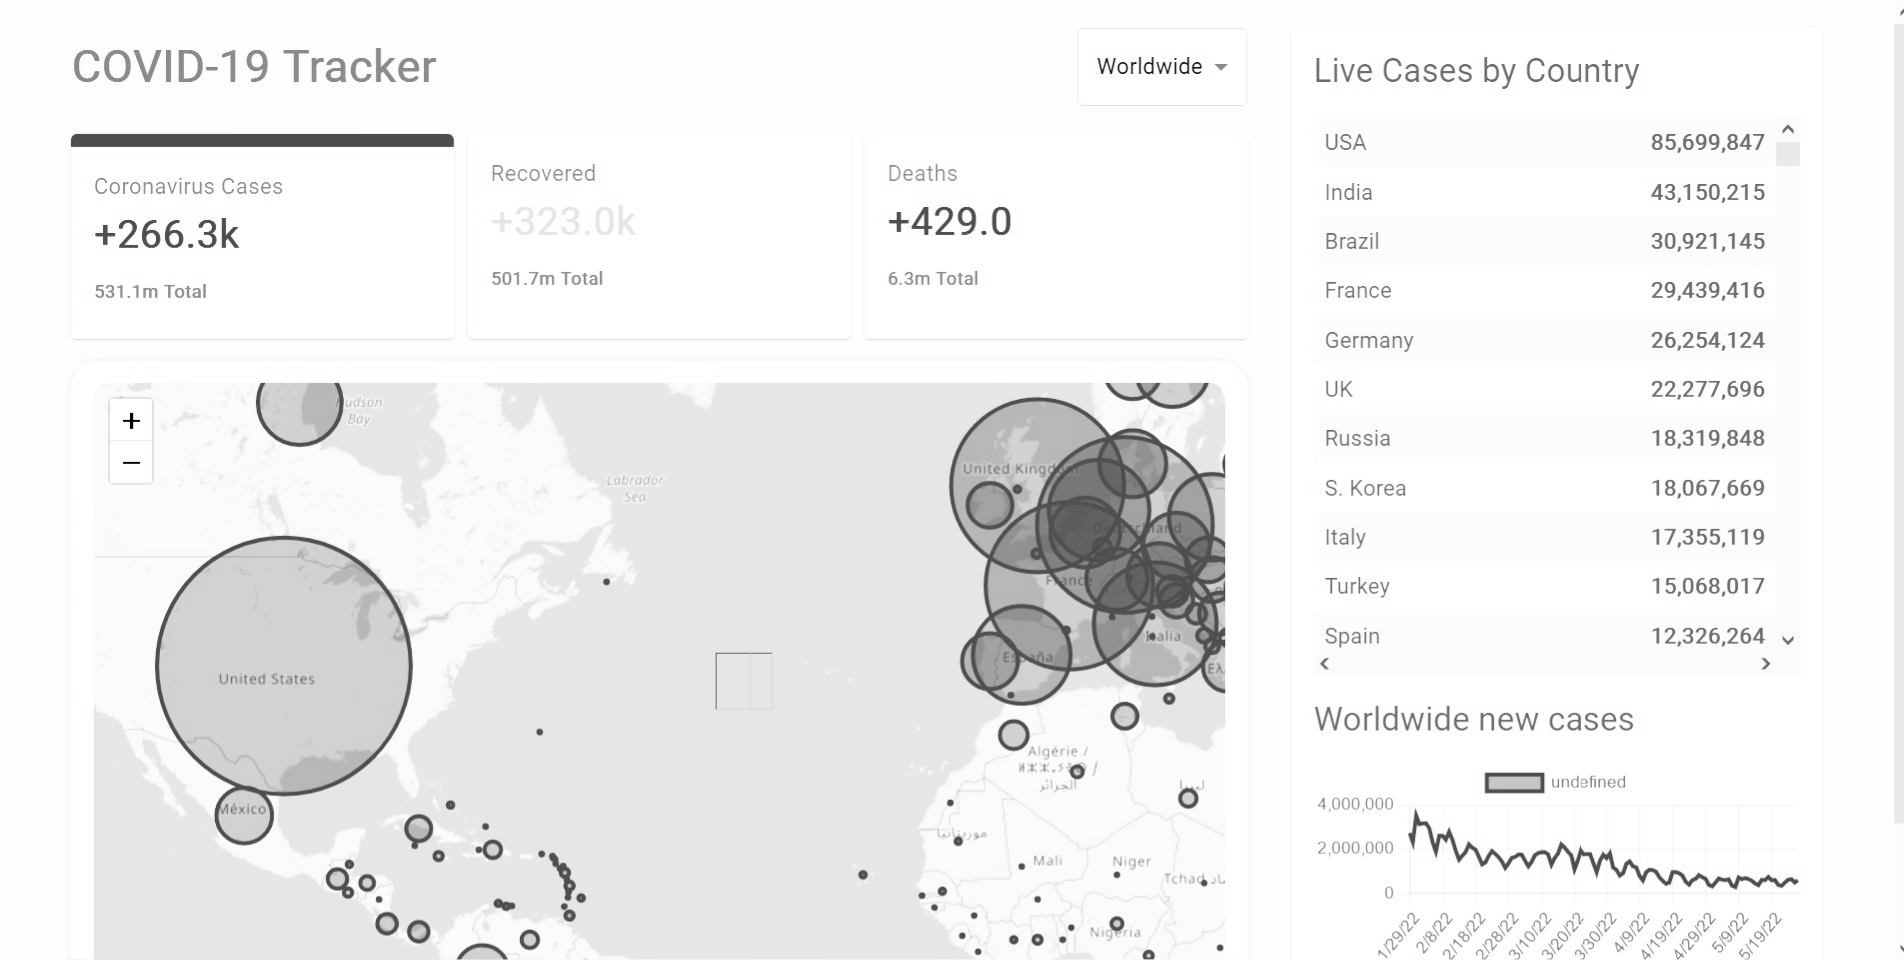 COVID-19 Tracker
Worldwide
Coronavirus Cases
+266.3k
531.1m Total
Recovered
+323.0k
501.7m Total
Deaths
+429.0
6.3m Total
+
−
Hudson
Bay
Labrador
Sea
United Kingdom
Deutschland
France
Italia
España
Ελ
United States
México
Algérie /
ⵍⵣⵣⴰⵢⴻⵔ /
الجزائر
ليبيا
موريتانيا
Mali
Niger
Tchad
Nigeria
Live Cases by Country
USA 85,699,847
India 43,150,215
Brazil 30,921,145
France 29,439,416
Germany 26,254,124
UK 22,277,696
Russia 18,319,848
S. Korea 18,067,669
Italy 17,355,119
Turkey 15,068,017
Spain 12,326,264
Worldwide new cases
undefined
4,000,000
2,000,000
0
1/29/22
2/8/22
2/18/22
2/28/22
3/10/22
3/20/22
3/30/22
4/9/22
4/19/22
4/29/22
5/9/22
5/19/22